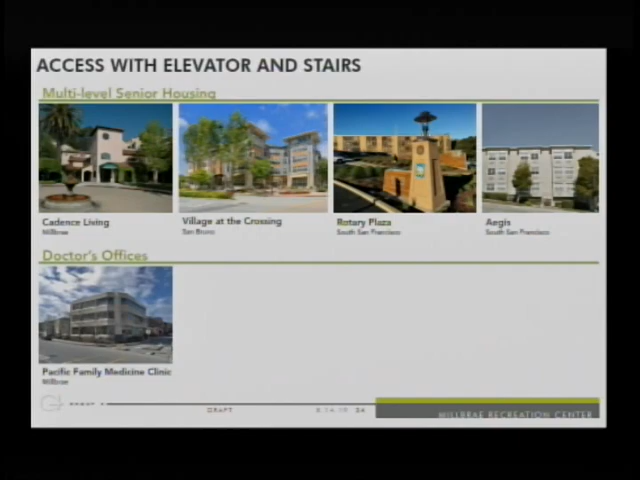 ACCESS WITH ELEVATOR AND STAIRS
Multi-level Senior Housing
Cadence Living
Millbrae
Village at the Crossing
San Bruno
Rotary Plaza
South San Francisco
Aegis
South San Francisco
Doctor's Offices
Pacific Family Medicine Clinic
Millbrae
GROUP 4
DRAFT
MILLBRAE RECREATION CENTER